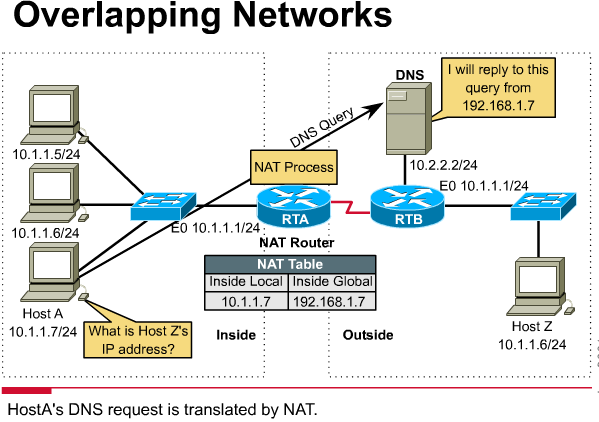 Overlapping Networks
DNS
I will reply to this
query from
192.168.1.7
DNS Query
10.1.1.5/24
NAT Process
10.2.2.2/24
E0 10.1.1.1/24
10.1.1.6/24
E0 10.1.1.1/24
RTA
RTB
NAT Router
NAT Table
Inside Local
Inside Global
10.1.1.7
192.168.1.7
Host A
10.1.1.7/24
What is Host Z's
IP address?
Inside
Outside
Host Z
10.1.1.6/24
HostA's DNS request is translated by NAT.